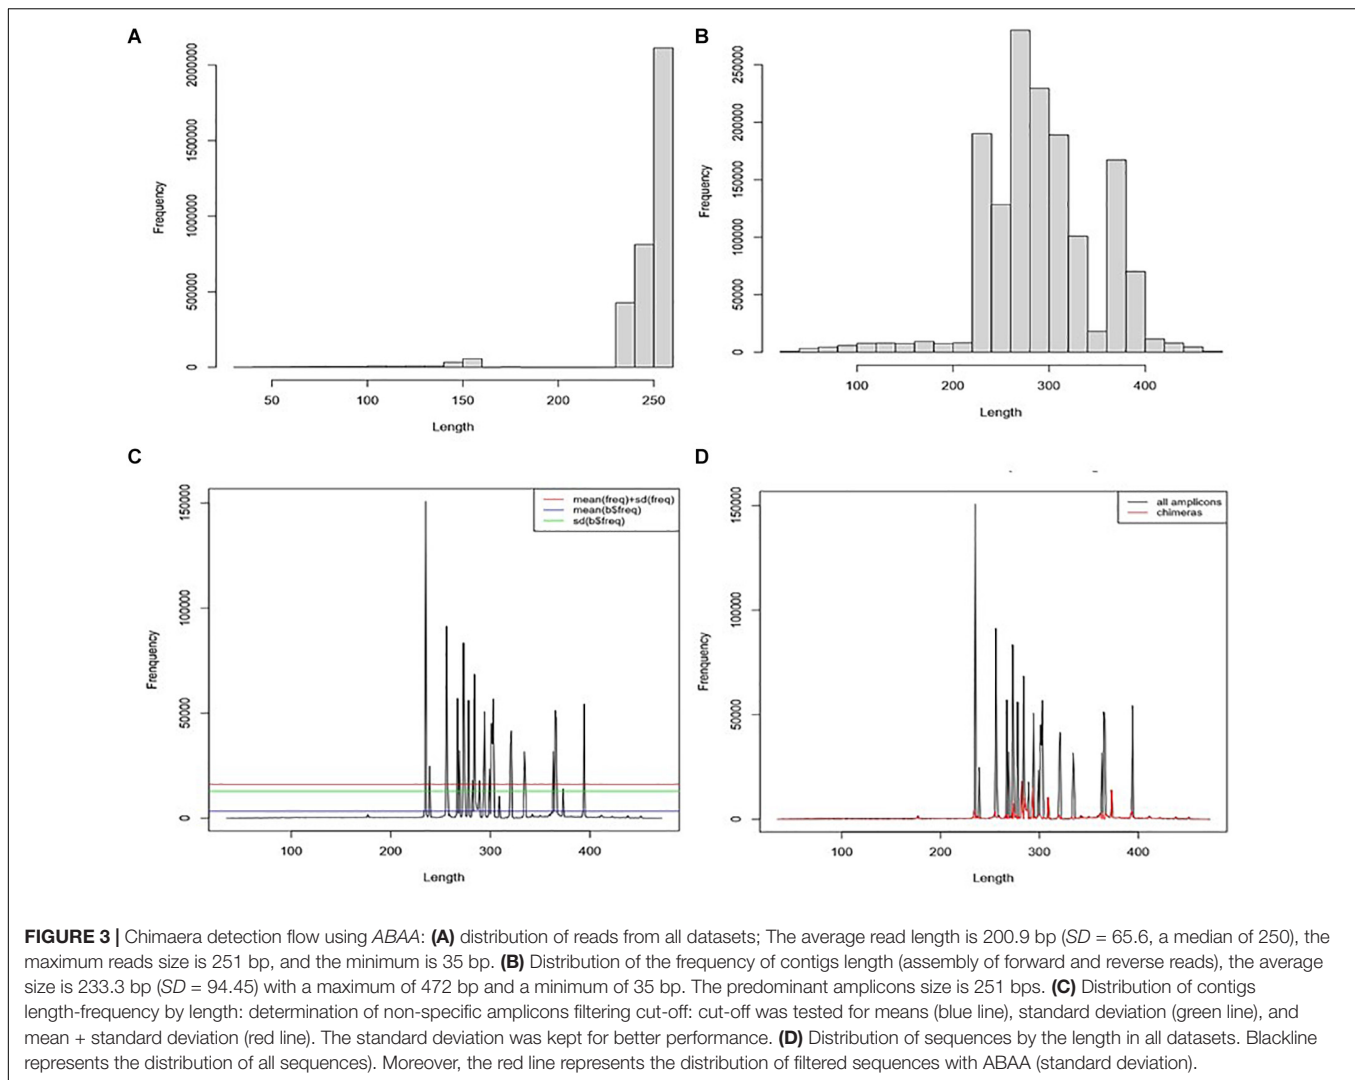 A
2000000
1500000
1000000
500000
0
Frequency
50
100
150
200
250
Length
B
250000
200000
150000
100000
50000
0
Frequency
100
200
300
400
Length
C
150000
100000
50000
0
Frenquency
mean(freq)+sd(freq)
mean(b$freq)
sd(b$freq)
100
200
300
400
Length
D
150000
100000
50000
0
Frenquency
all amplicons
chimeras
100
200
300
400
Length
FIGURE 3 | Chimaera detection flow using ABAA: (A) distribution of reads from all datasets; The average read length is 200.9 bp (SD = 65.6, a median of 250), the
maximum reads size is 251 bp, and the minimum is 35 bp. (B) Distribution of the frequency of contigs length (assembly of forward and reverse reads), the average
size is 233.3 bp (SD = 94.45) with a maximum of 472 bp and a minimum of 35 bp. The predominant amplicons size is 251 bps. (C) Distribution of contigs
length-frequency by length: determination of non-specific amplicons filtering cut-off: cut-off was tested for means (blue line), standard deviation (green line), and
mean + standard deviation (red line). The standard deviation was kept for better performance. (D) Distribution of sequences by the length in all datasets. Blackline
represents the distribution of all sequences). Moreover, the red line represents the distribution of filtered sequences with ABAA (standard deviation).